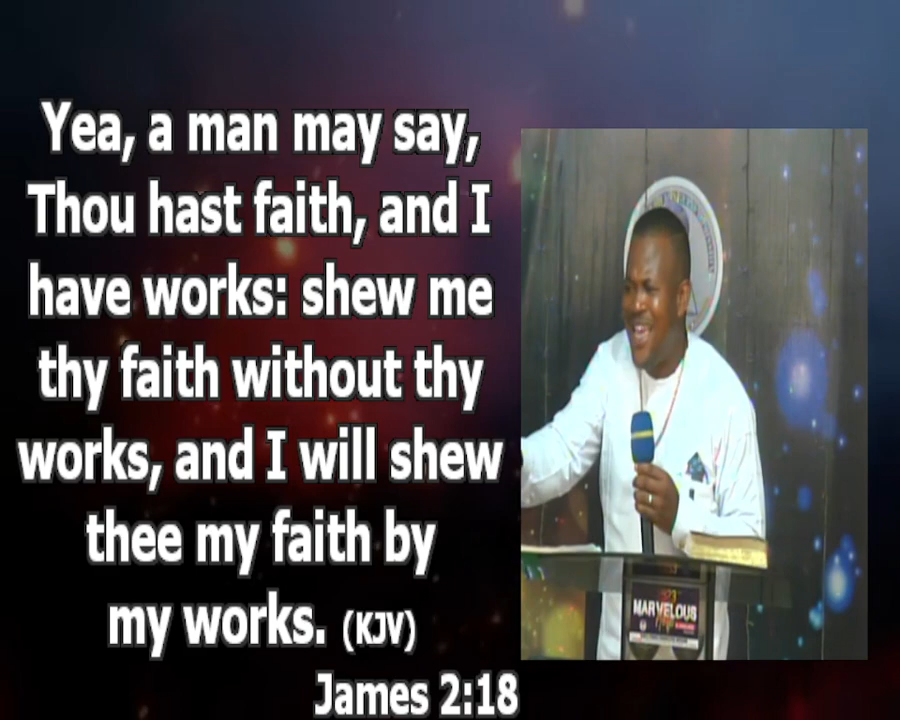 Yea, a man may say,
Thou hast faith, and I
have works: shew me
thy faith without thy
works, and I will shew
thee my faith by
my works. (KJV)
James 2:18
MARVELOUS